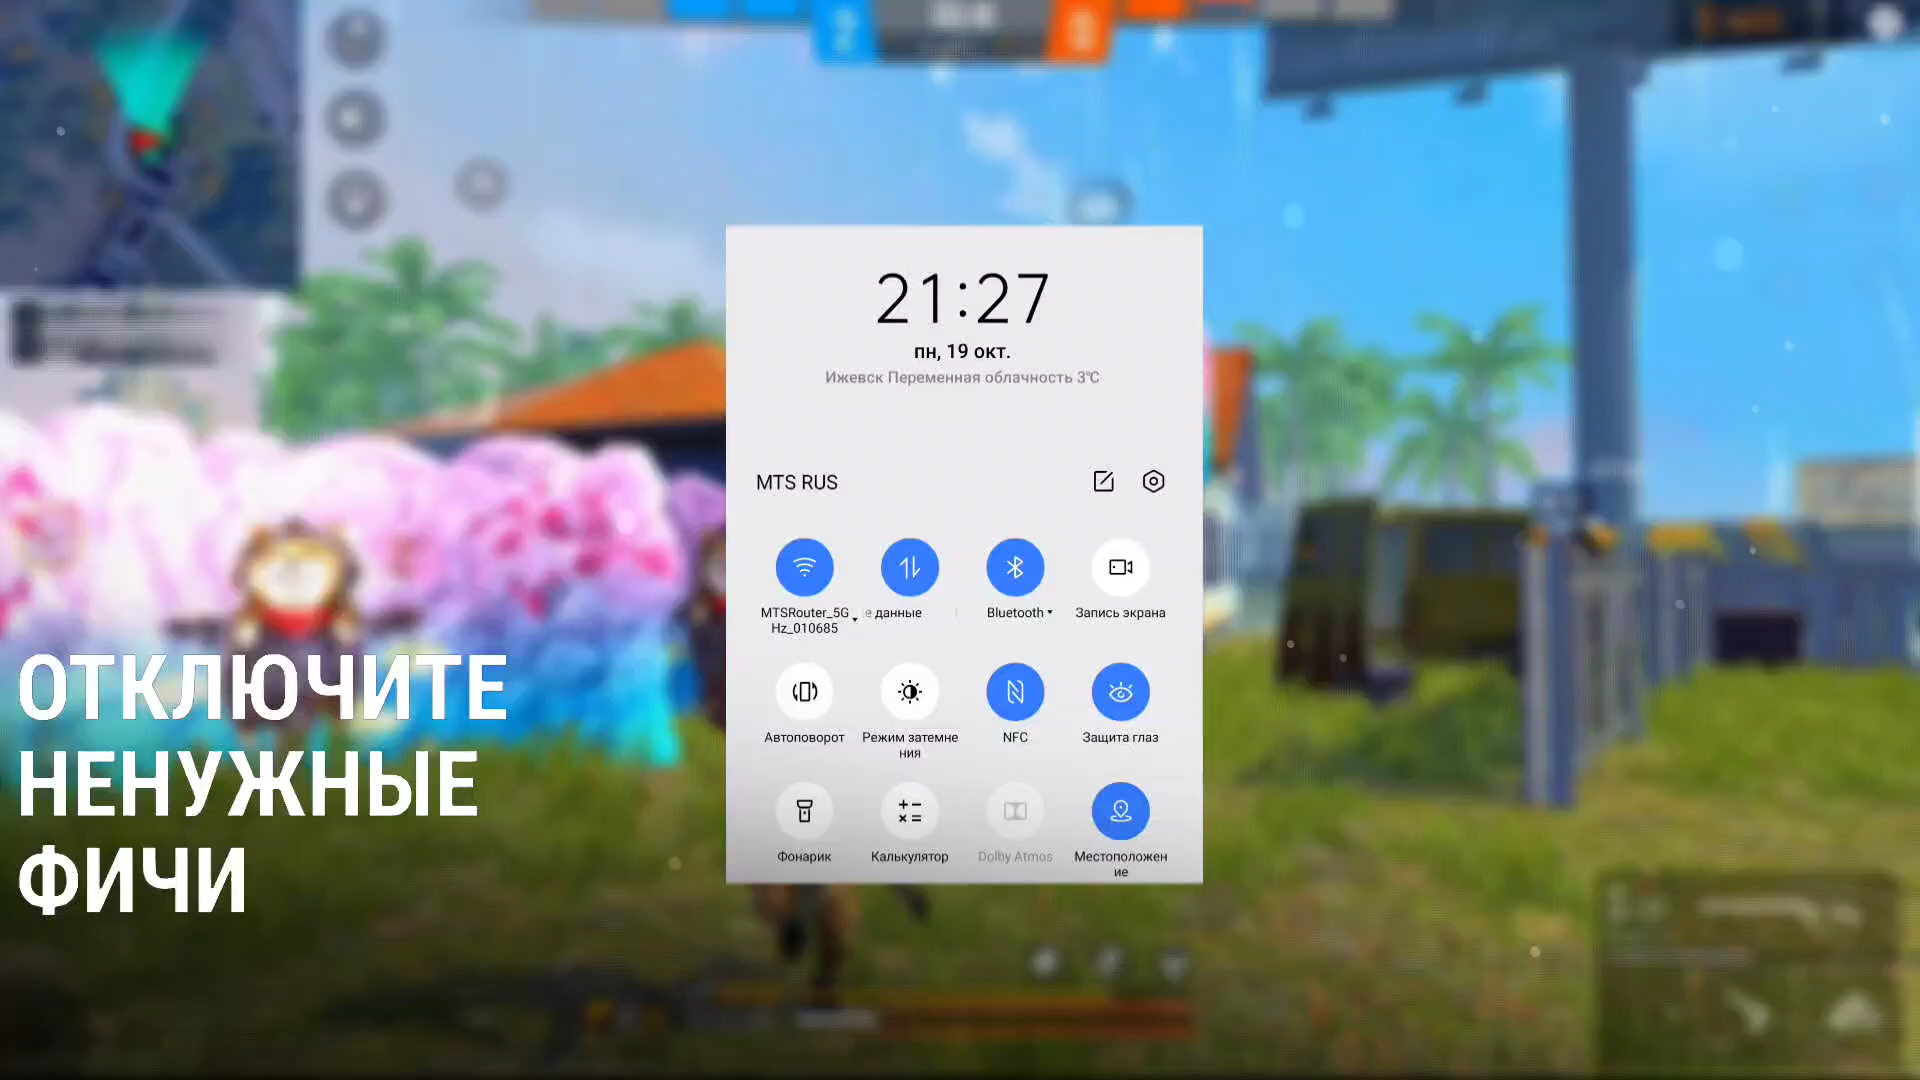 21:27
пн, 19 окт.
Ижевск Переменная облачность 3°C
MTS RUS
MTSRouter_5G
Hz_010685
е данные
Bluetooth
Запись экрана
Автоповорот
Режим затемне
ния
NFC
Защита глаз
Фонарик
Калькулятор
Dolby Atmos
Местоположен
ие
ОТКЛЮЧИТЕ
НЕНУЖНЫЕ
ФИЧИ